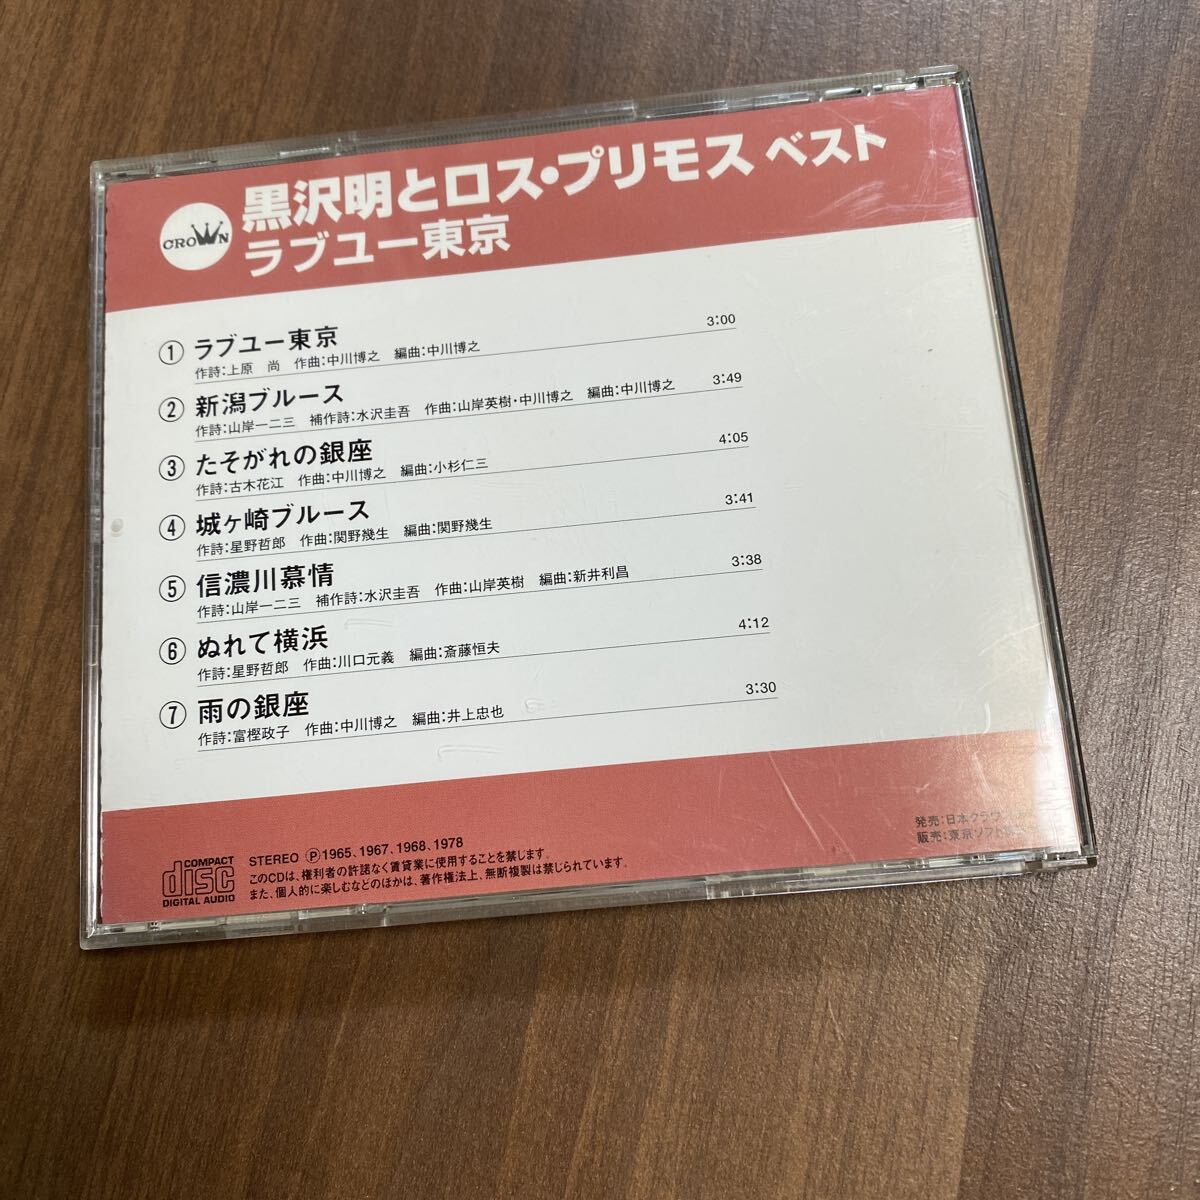 CROWN
黒沢明とロス・プリモス ベスト
ラブユー東京
① ラブユー東京 3:00
作詩:上原 尚 作曲:中川博之 編曲:中川博之
② 新潟ブルース 3:49
作詩:山岸一二三 補作詩:水沢圭吾 作曲:山岸英樹・中川博之 編曲:中川博之
③ たそがれの銀座 4:05
作詩:古木花江 作曲:中川博之 編曲:小杉仁三
④ 城ヶ崎ブルース 3:41
作詩:星野哲郎 作曲:関野幾生 編曲:関野幾生
⑤ 信濃川慕情 3:38
作詩:山岸一二三 補作詩:水沢圭吾 作曲:山岸英樹 編曲:新井利昌
⑥ ぬれて横浜 4:12
作詩:星野哲郎 作曲:川口元義 編曲:斎藤恒夫
⑦ 雨の銀座 3:30
作詩:富樫政子 作曲:中川博之 編曲:井上忠也
COMPACT
disc
DIGITAL AUDIO
STEREO Ⓟ1965、1967、1968、1978
このCDは、権利者の許諾なく賃貸業に使用することを禁じます。
また、個人的に楽しむなどのほかは、著作権法上、無断複製は禁じられています。
発売:日本クラウン
販売:東京ソフト